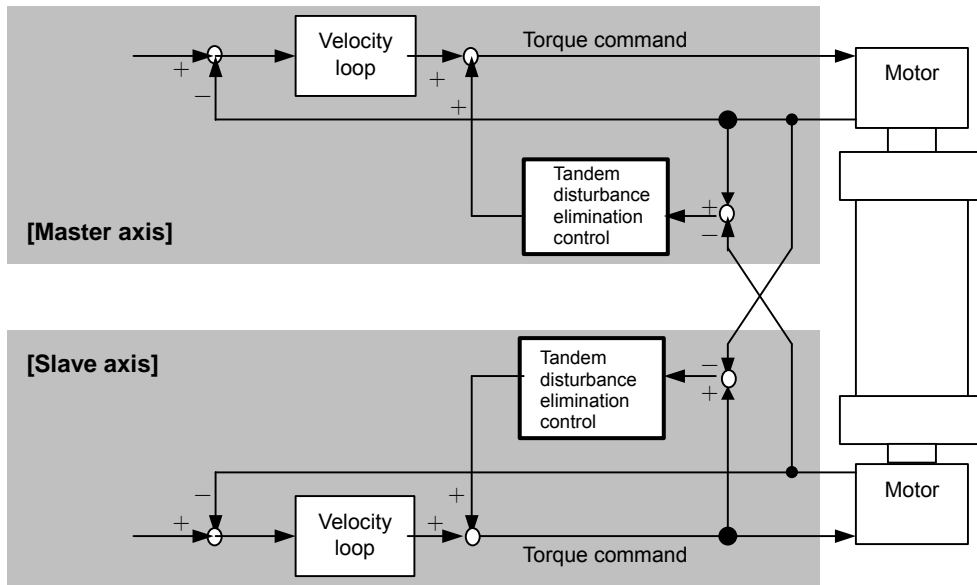 Velocity
loop
Torque command
Motor
+
−
+
+
Tandem
disturbance
elimination
control
+
−
[Master axis]
[Slave axis]
Tandem
disturbance
elimination
control
−
+
−
+
Velocity
loop
+
+
Torque command
Motor